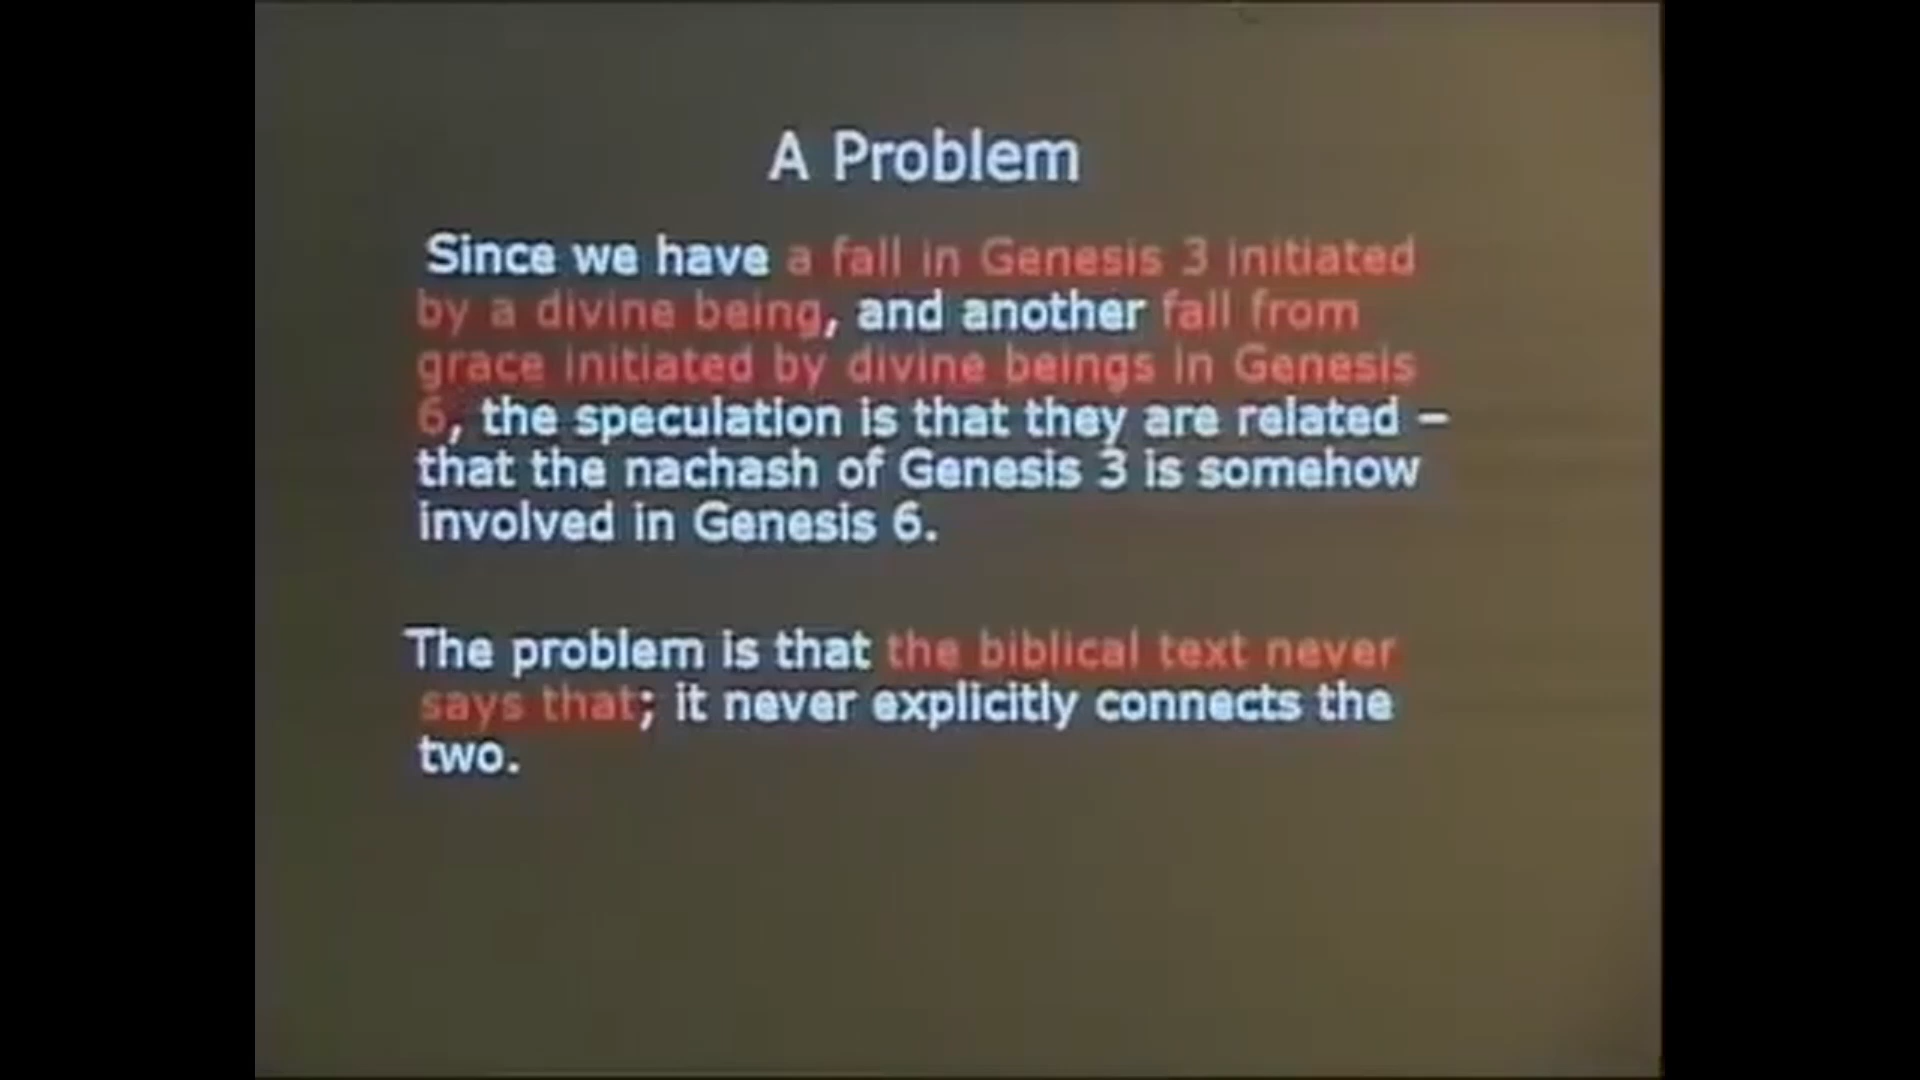 A Problem
Since we have a fall in Genesis 3 initiated
by a divine being, and another fall from
grace initiated by divine beings in Genesis
6, the speculation is that they are related –
that the nachash of Genesis 3 is somehow
involved in Genesis 6.
The problem is that the biblical text never
says that; it never explicitly connects the
two.